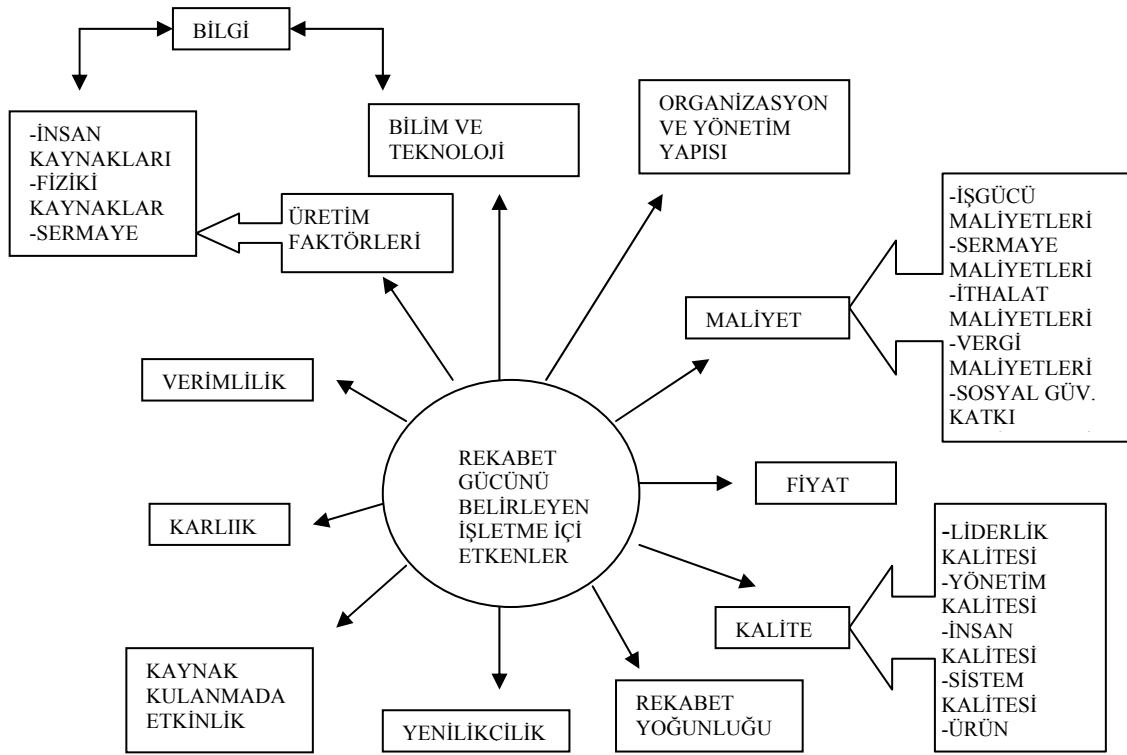 BİLGİ
-İNSAN
KAYNAKLARI
-FİZİKİ
KAYNAKLAR
-SERMAYE
BİLİM VE
TEKNOLOJİ
ORGANİZASYON
VE YÖNETİM
YAPISI
ÜRETİM
FAKTÖRLERİ
-İŞGÜCÜ
MALİYETLERİ
-SERMAYE
MALİYETLERİ
-İTHALAT
MALİYETLERİ
-VERGİ
MALİYETLERİ
-SOSYAL GÜV.
KATKI
MALİYET
VERİMLİLİK
REKABET
GÜCÜNÜ
BELİRLEYEN
İŞLETME İÇİ
ETKENLER
FİYAT
KARLIIK
-LİDERLİK
KALİTESİ
-YÖNETİM
KALİTESİ
-İNSAN
KALİTESİ
-SİSTEM
KALİTESİ
-ÜRÜN
KALİTE
KAYNAK
KULANMADA
ETKİNLİK
YENİLİKCİLİK
REKABET
YOĞUNLUĞU